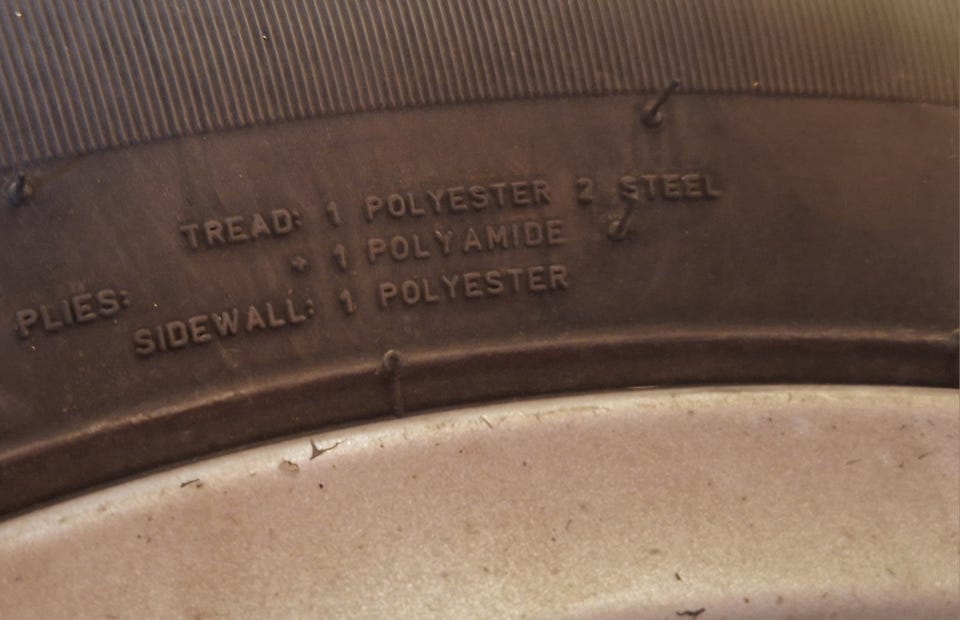 TREAD: 1 POLYESTER 2 STEEL
+ 1 POLYAMIDE
PLIES:
SIDEWALL: 1 POLYESTER